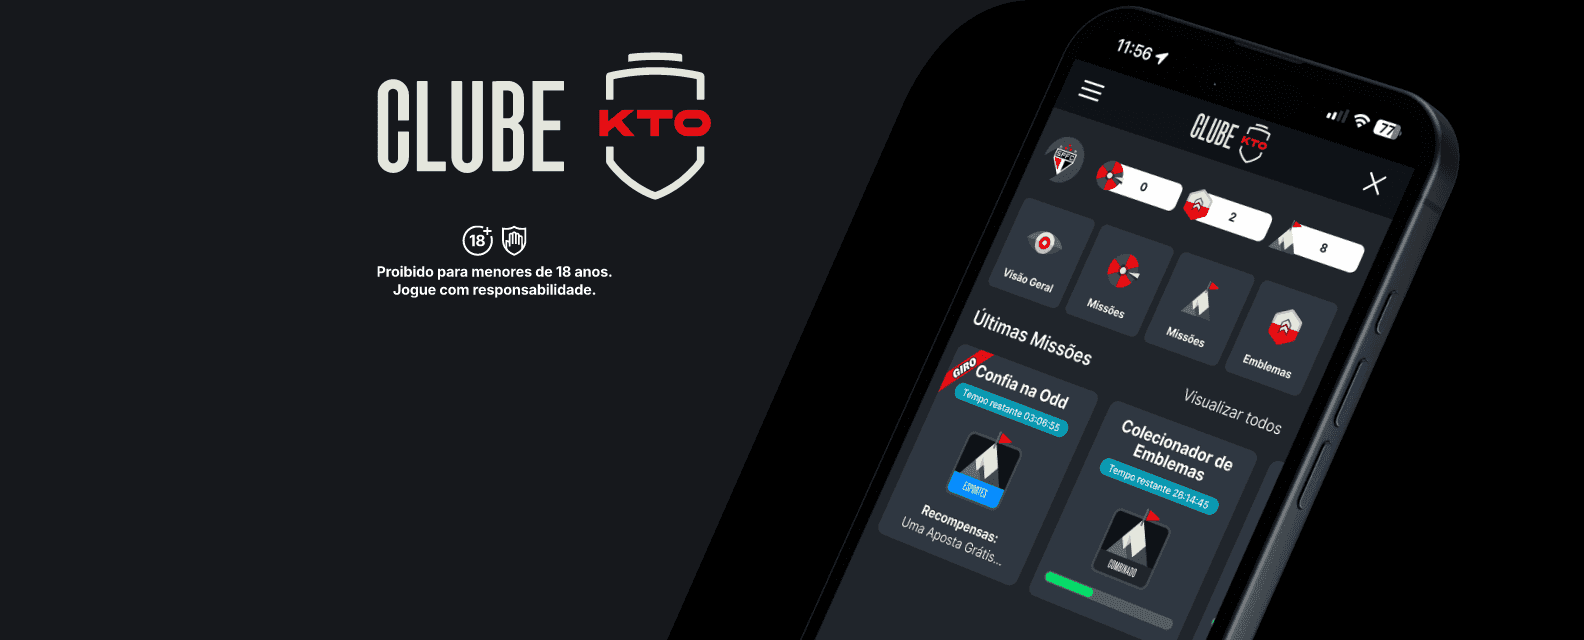 CLUBE
KTO
18+
Proibido para menores de 18 anos.
Jogue com responsabilidade.
11:56
77
CLUBE KTO
SPFC
0
2
8
Visão Geral
Missões
Missões
Emblemas
Últimas Missões
Visualizar todos
GIRO
Confia na Odd
Tempo restante 03:06:55
ESPORTES
Recompensas:
Uma Aposta Grátis...
Colecionador de
Emblemas
Tempo restante 26:14:45
COMBINADO